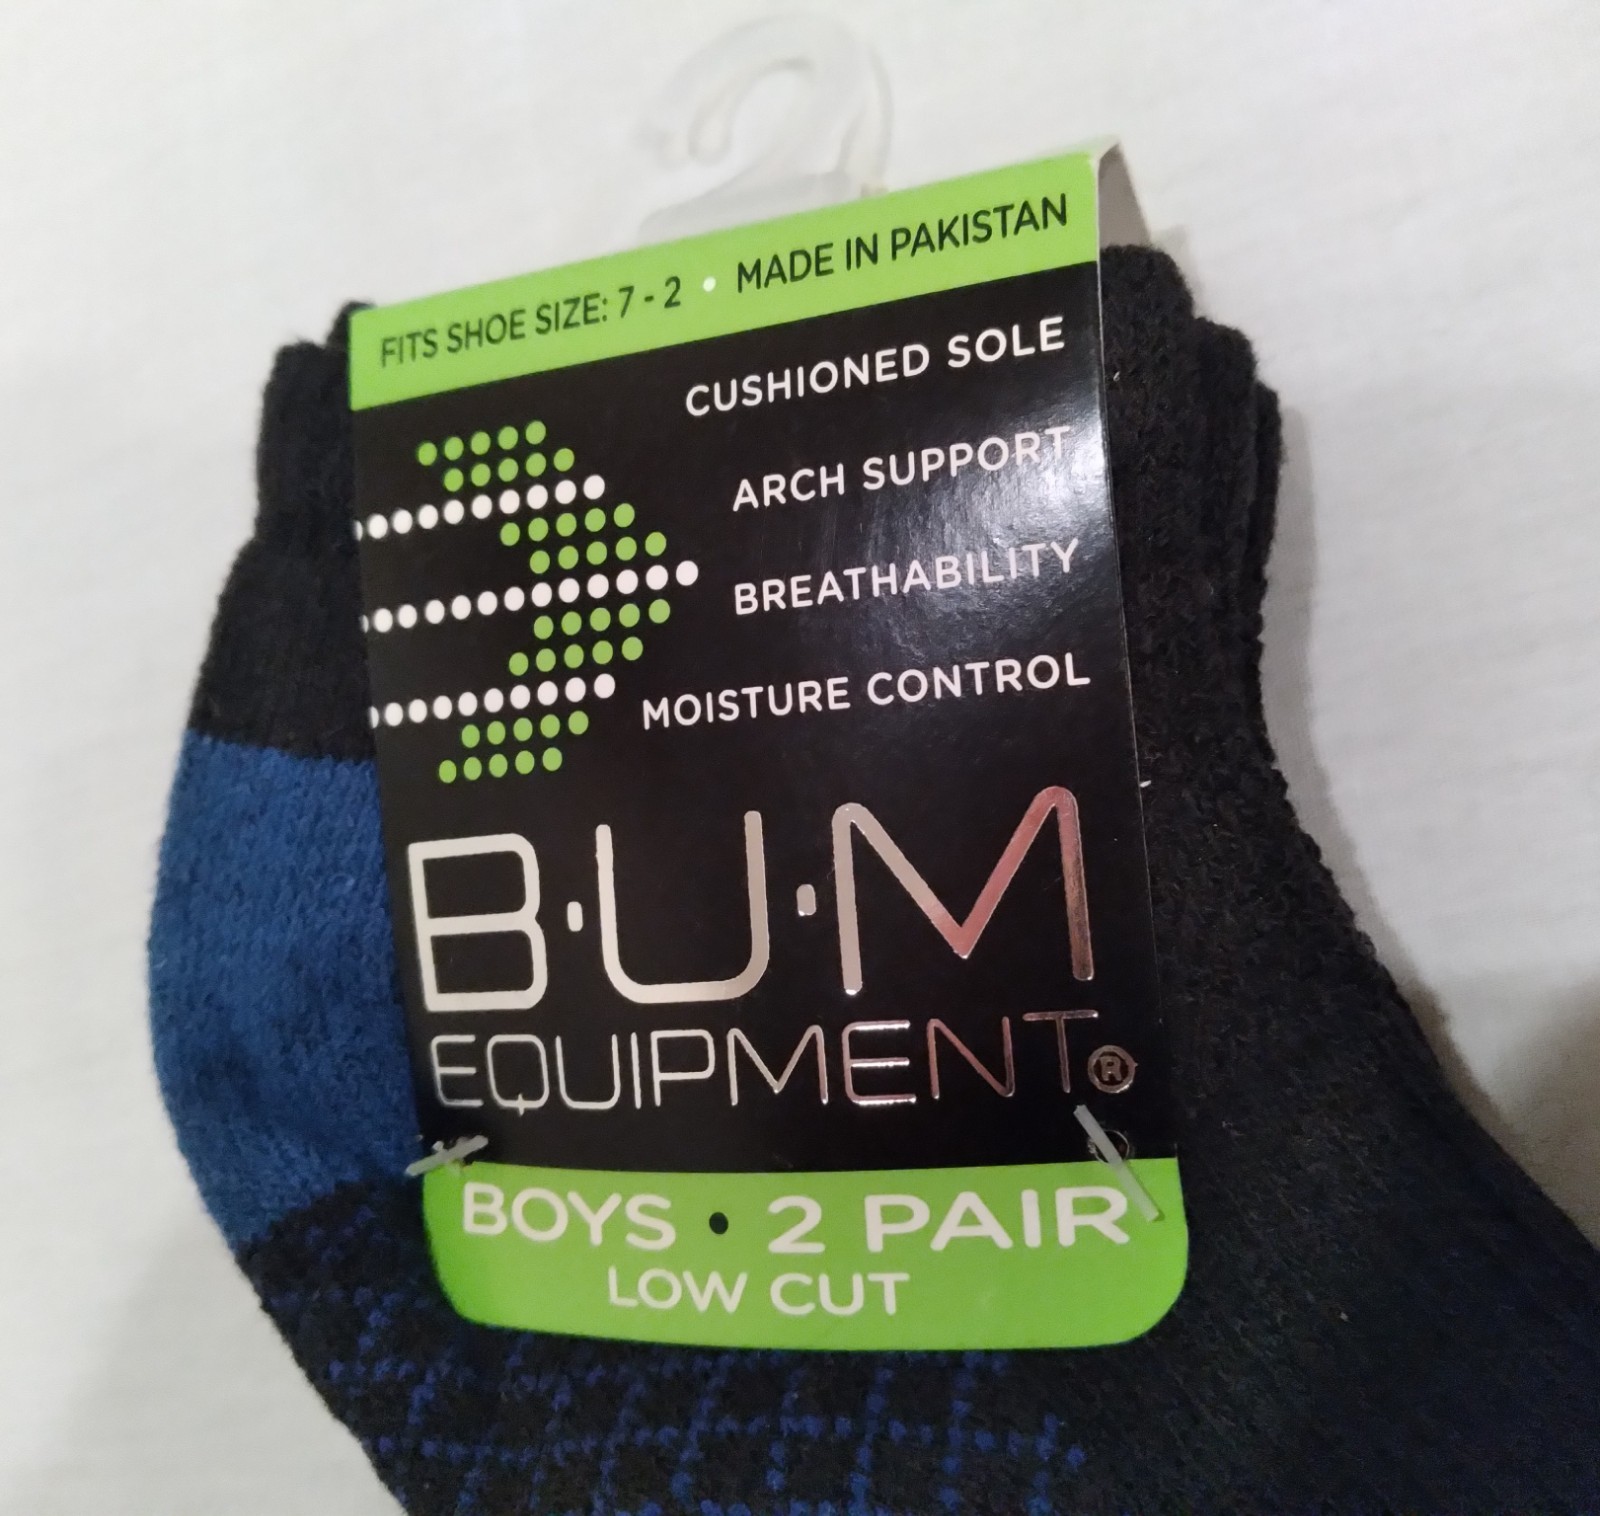 FITS SHOE SIZE: 7 - 2 • MADE IN PAKISTAN
CUSHIONED SOLE
ARCH SUPPORT
BREATHABILITY
MOISTURE CONTROL
B•U•M
EQUIPMENT®
BOYS • 2 PAIR
LOW CUT